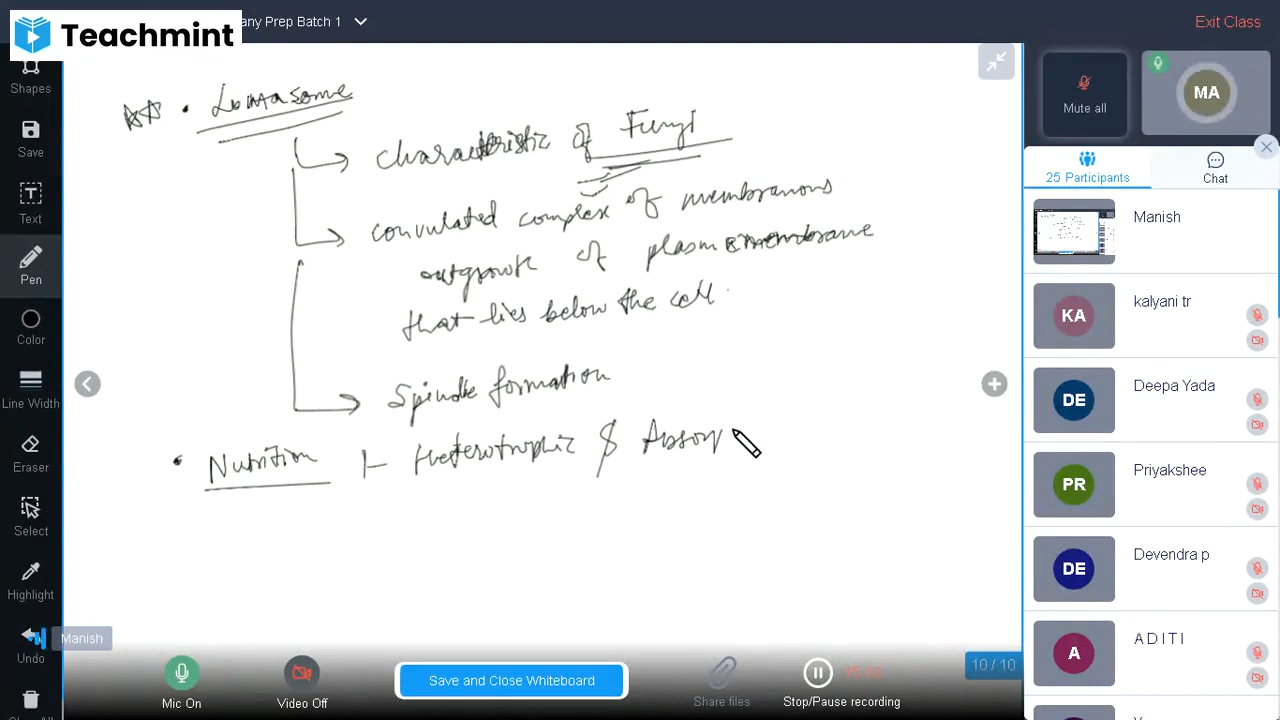 Teachmint
any Prep Batch 1
Exit Class
Shapes
Save
Text
Pen
Color
Line Width
Eraser
Select
Highlight
Undo
Manish
• Lomasome
characteristic of Fungi
convulated complex of membranous
outgrowth of plasma membrane
that lies below the cell
Spindle formation
• Nutrition :- Heterotrophic & Absorp
Mic On
Video Off
Save and Close Whiteboard
Share files
Stop/Pause recording
10 / 10
Mute all
MA
25 Participants
Chat
Manish
KA
kalyani tr
DE
Deepa Yada
PR
Priyakshee
DE
Devendra p
A
A D I T I